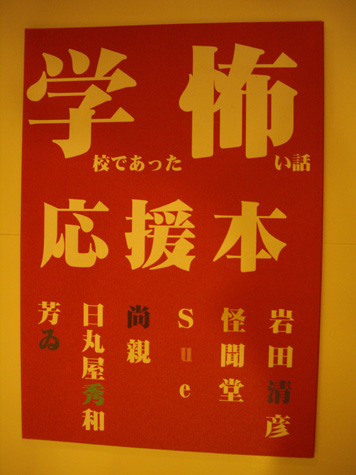 学校であった
怖い話
応援本
岩田清彦
怪聞堂
Sue
尚親
日丸屋秀和
芳ゐ